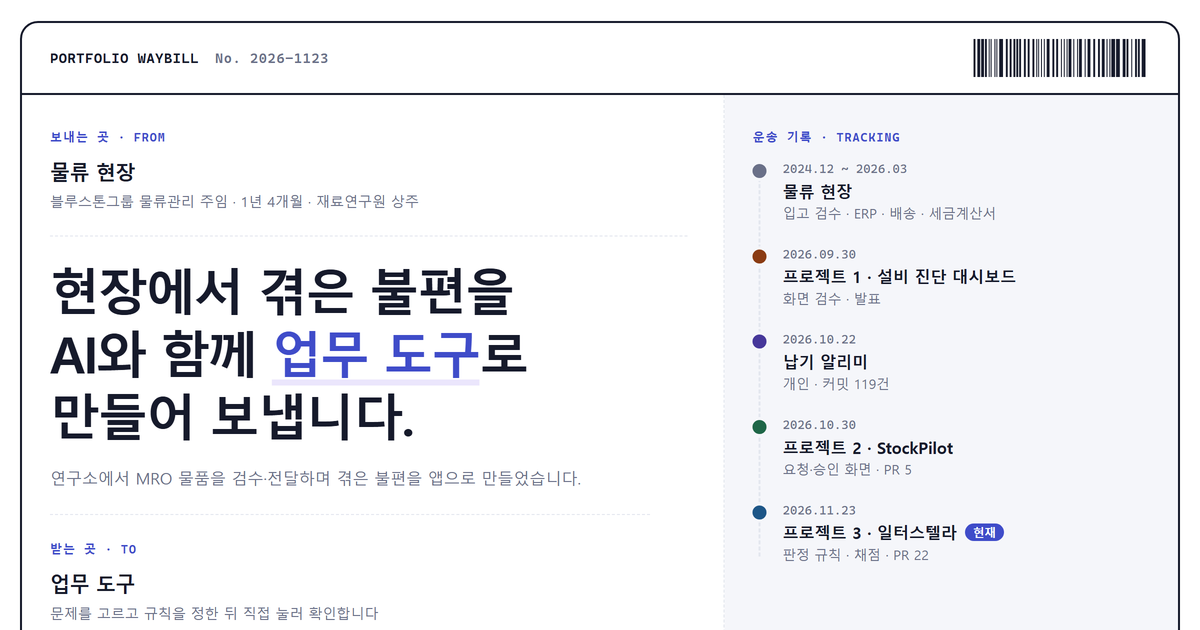 PORTFOLIO WAYBILL No. 2026-1123
보내는 곳 · FROM
물류 현장
블루스톤그룹 물류관리 주임 · 1년 4개월 · 재료연구원 상주
현장에서 겪은 불편을
AI와 함께 업무 도구로
만들어 보냅니다.
연구소에서 MRO 물품을 검수·전달하며 겪은 불편을 앱으로 만들었습니다.
받는 곳 · TO
업무 도구
문제를 고르고 규칙을 정한 뒤 직접 눌러 확인합니다
운송 기록 · TRACKING
2024.12 ~ 2026.03
물류 현장
입고 검수 · ERP · 배송 · 세금계산서
2026.09.30
프로젝트 1 · 설비 진단 대시보드
화면 검수 · 발표
2026.10.22
납기 알리미
개인 · 커밋 119건
2026.10.30
프로젝트 2 · StockPilot
요청·승인 화면 · PR 5
2026.11.23
프로젝트 3 · 일터스텔라 현재
판정 규칙 · 채점 · PR 22